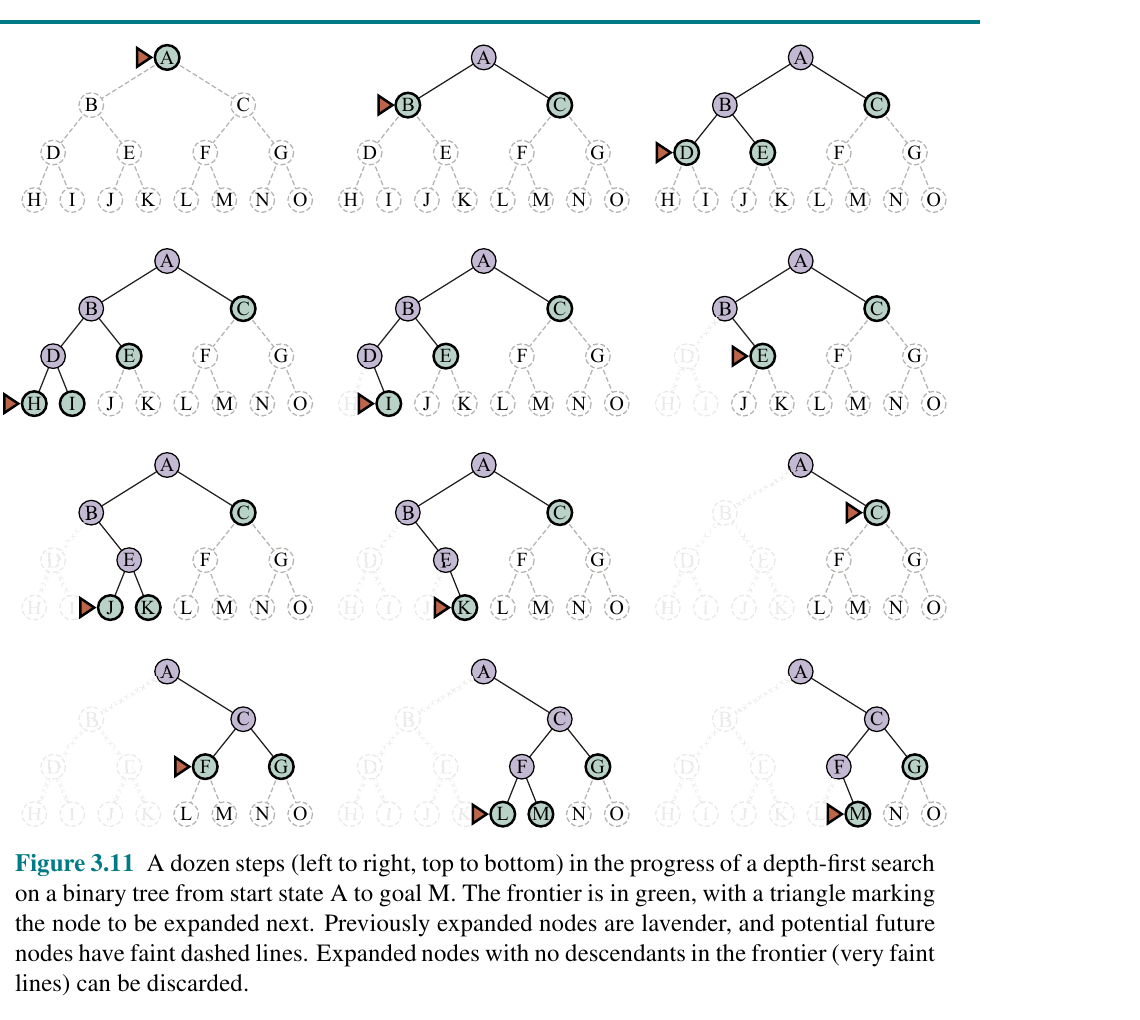 A A A
B C B C B C
D E F G D E F G D E F G
H I J K L M N O H I J K L M N O H I J K L M N O
A A A
B C B C B C
D E F G D E F G D E F G
H I J K L M N O I J K L M N O H I J K L M N O
A A A
B C B C B C
D E F G D E F G D E F G
H J K L M N O H I J K L M N O H I J K L M N O
A A A
B C B C B C
D E F G D E F G D E F G
H I J K L M N O H I J L M N O H I J K L M N O
Figure 3.11 A dozen steps (left to right, top to bottom) in the progress of a depth-first search
on a binary tree from start state A to goal M. The frontier is in green, with a triangle marking
the node to be expanded next. Previously expanded nodes are lavender, and potential future
nodes have faint dashed lines. Expanded nodes with no descendants in the frontier (very faint
lines) can be discarded.